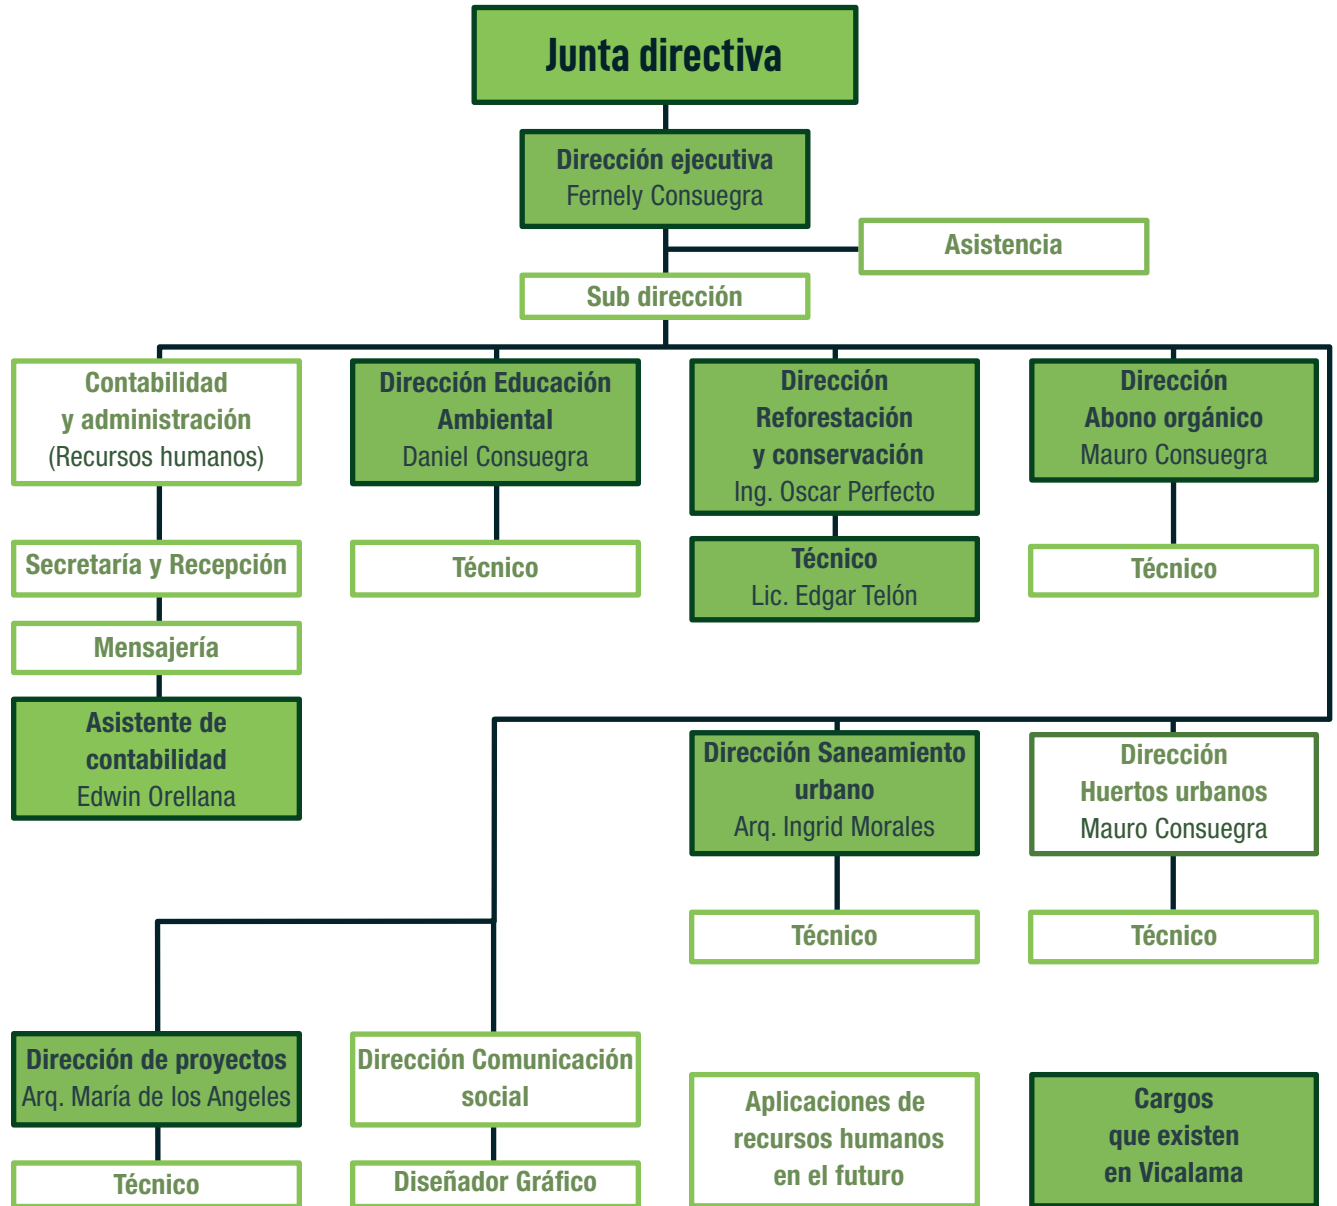 Junta directiva
Dirección ejecutiva
Fernely Consuegra
Asistencia
Sub dirección
Contabilidad
y administración
(Recursos humanos)
Dirección Educación
Ambiental
Daniel Consuegra
Dirección
Reforestación
y conservación
Ing. Oscar Perfecto
Dirección
Abono orgánico
Mauro Consuegra
Secretaría y Recepción
Técnico
Técnico
Lic. Edgar Telón
Técnico
Mensajería
Asistente de
contabilidad
Edwin Orellana
Dirección Saneamiento
urbano
Arq. Ingrid Morales
Dirección
Huertos urbanos
Mauro Consuegra
Técnico
Técnico
Dirección de proyectos
Arq. María de los Angeles
Dirección Comunicación
social
Técnico
Diseñador Gráfico
Aplicaciones de
recursos humanos
en el futuro
Cargos
que existen
en Vicalama